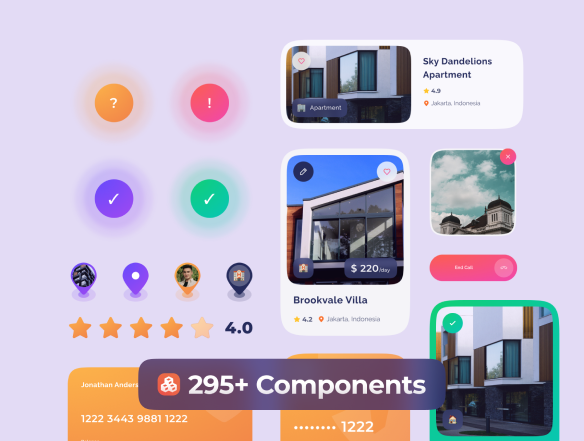 ?
!
Sky Dandelions
Apartment
4.9
Jakarta, Indonesia
Apartment
$ 220/day
Brookvale Villa
4.2 Jakarta, Indonesia
End Call
4.0
295+ Components
Jonathan Anders
1222 3443 9881 1222
•••••••• 1222